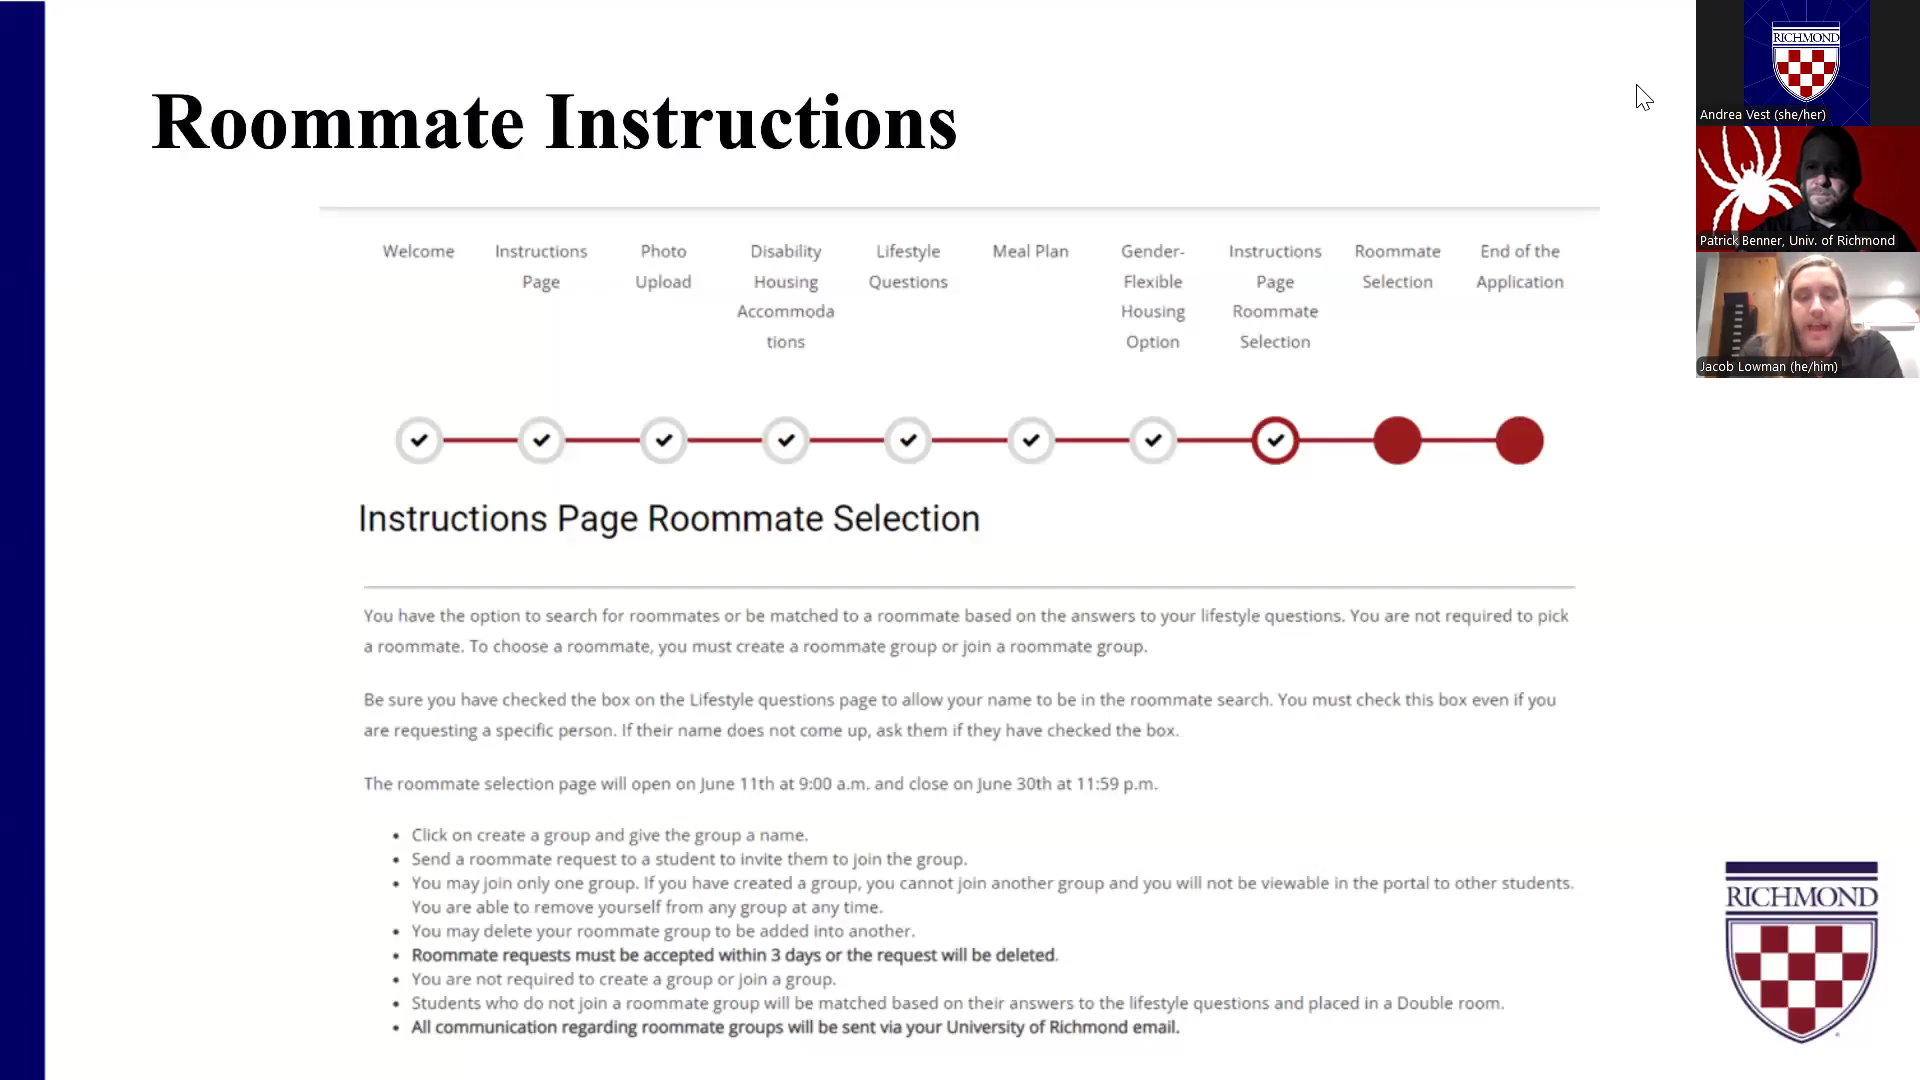 Roommate Instructions
Welcome
Instructions
Page
Photo
Upload
Disability
Housing
Accommoda
tions
Lifestyle
Questions
Meal Plan
Gender-
Flexible
Housing
Option
Instructions
Page
Roommate
Selection
Roommate
Selection
End of the
Application
Instructions Page Roommate Selection
You have the option to search for roommates or be matched to a roommate based on the answers to your lifestyle questions. You are not required to pick
a roommate. To choose a roommate, you must create a roommate group or join a roommate group.
Be sure you have checked the box on the Lifestyle questions page to allow your name to be in the roommate search. You must check this box even if you
are requesting a specific person. If their name does not come up, ask them if they have checked the box.
The roommate selection page will open on June 11th at 9:00 a.m. and close on June 30th at 11:59 p.m.
• Click on create a group and give the group a name.
• Send a roommate request to a student to invite them to join the group.
• You may join only one group. If you have created a group, you cannot join another group and you will not be viewable in the portal to other students.
You are able to remove yourself from any group at any time.
• You may delete your roommate group to be added into another.
• Roommate requests must be accepted within 3 days or the request will be deleted.
• You are not required to create a group or join a group.
• Students who do not join a roommate group will be matched based on their answers to the lifestyle questions and placed in a Double room.
• All communication regarding roommate groups will be sent via your University of Richmond email.
RICHMOND
Andrea Vest (she/her)
Patrick Benner, Univ. of Richmond
Jacob Lowman (he/him)
RICHMOND